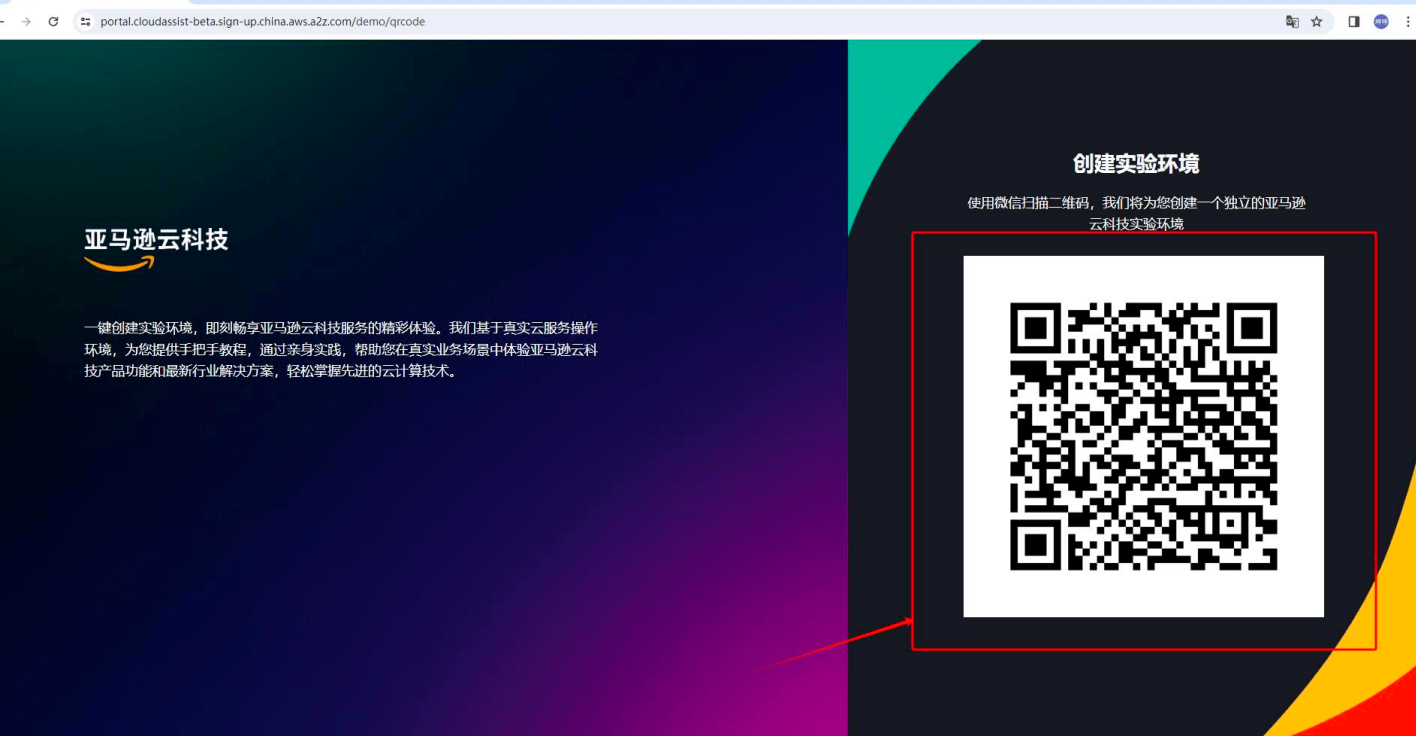 portal.cloudassist-beta.sign-up.china.aws.a2z.com/demo/qrcode
亚马逊云科技
一键创建实验环境，即刻畅享亚马逊云科技服务的精彩体验。我们基于真实云服务操作
环境，为您提供手把手教程，通过亲身实践，帮助您在真实业务场景中体验亚马逊云科
技产品功能和最新行业解决方案，轻松掌握先进的云计算技术。
创建实验环境
使用微信扫描二维码，我们将为您创建一个独立的亚马逊
云科技实验环境